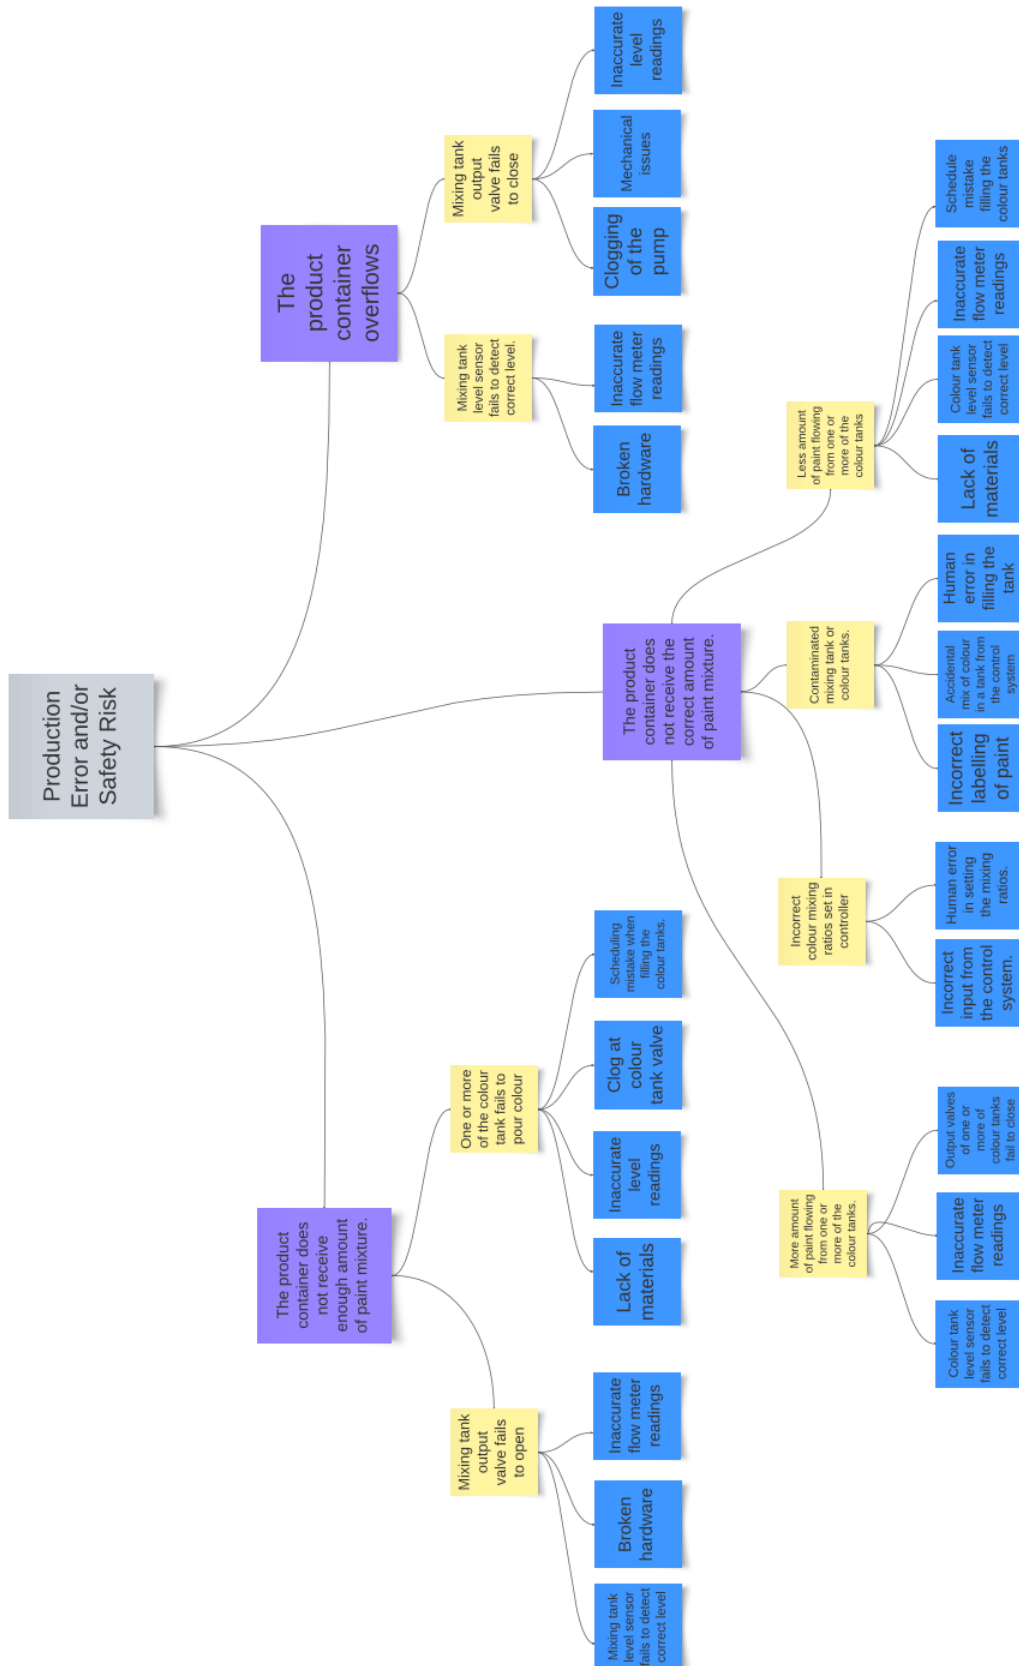 Production
Error and/or
Safety Risk
The product
container does
not receive
enough amount
of paint mixture.
The
product
container
overflows
Mixing tank
output
valve fails
to open
One or more
of the colour
tank fails to
pour colour
Mixing tank
level sensor
fails to detect
correct level.
Mixing tank
output
valve fails
to close
Mixing tank
level sensor
fails to detect
correct level
Broken
hardware
Inaccurate
flow meter
readings
Lack of
materials
Inaccurate
level
readings
Clog at
colour
tank valve
Scheduling
mistake when
filling the
colour tanks.
The product
container does
not receive the
correct amount
of paint mixture.
Broken
hardware
Inaccurate
flow meter
readings
Clogging
of the
pump
Mechanical
issues
Inaccurate
level
readings
More amount
of paint flowing
from one or
more of the
colour tanks.
Incorrect
colour mixing
ratios set in
controller
Contaminated
mixing tank or
colour tanks.
Less amount
of paint flowing
from one or
more of the
colour tanks
Colour tank
level sensor
fails to detect
correct level
Inaccurate
flow meter
readings
Output valves
of one or
more of
colour tanks
fail to close
Incorrect
input from
the control
system.
Human error
in setting
the mixing
ratios.
Incorrect
labelling
of paint
Accidental
mix of colour
in a tank from
the control
system
Human
error in
filling the
tank
Lack of
materials
Colour tank
level sensor
fails to detect
correct level
Inaccurate
flow meter
readings
Schedule
mistake
filling the
colour tanks